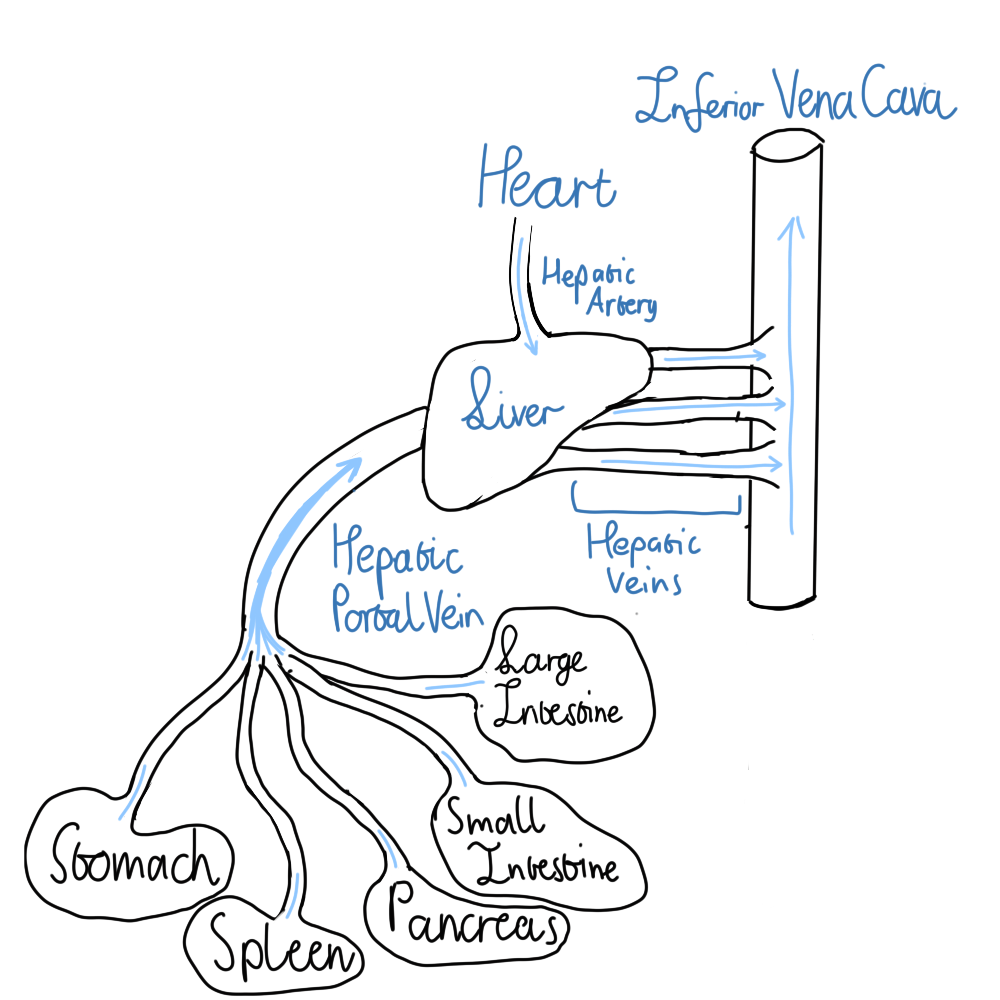 Inferior Vena Cava
Heart
Hepatic
Artery
Liver
Hepatic
Veins
Hepatic
Portal Vein
Large
Intestine
Small
Intestine
Stomach
Pancreas
Spleen